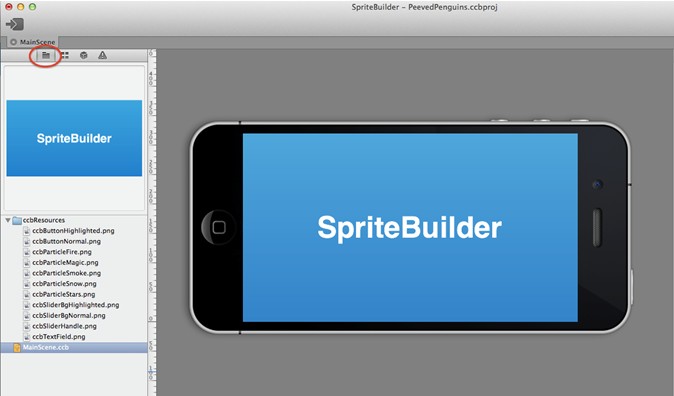 SpriteBuilder – PeevedPenguins.ccbproj
MainScene
SpriteBuilder
ccbResources
ccbButtonHighlighted.png
ccbButtonNormal.png
ccbParticleFire.png
ccbParticleMagic.png
ccbParticleSmoke.png
ccbParticleSnow.png
ccbParticleStars.png
ccbSliderBgHighlighted.png
ccbSliderBgNormal.png
ccbSliderHandle.png
ccbTextField.png
MainScene.ccb
SpriteBuilder